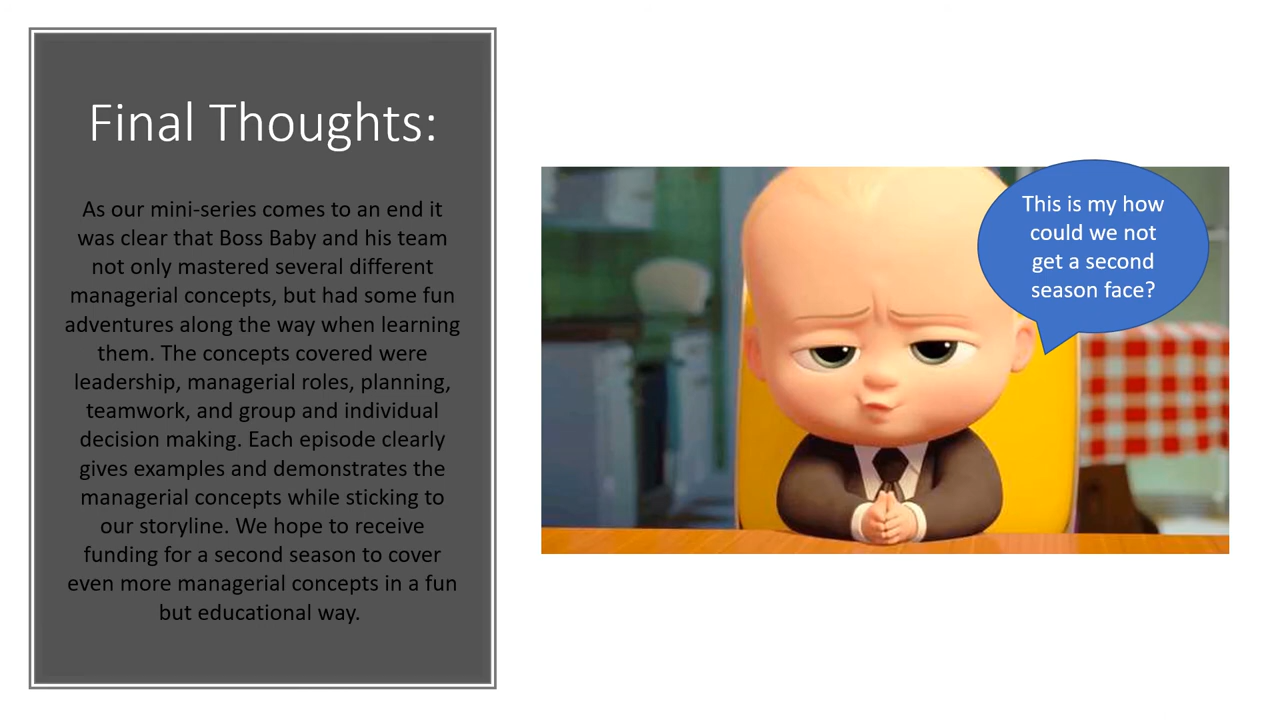 Final Thoughts:
As our mini-series comes to an end it
was clear that Boss Baby and his team
not only mastered several different
managerial concepts, but had some fun
adventures along the way when learning
them. The concepts covered were
leadership, managerial roles, planning,
teamwork, and group and individual
decision making. Each episode clearly
gives examples and demonstrates the
managerial concepts while sticking to
our storyline. We hope to receive
funding for a second season to cover
even more managerial concepts in a fun
but educational way.
This is my how
could we not
get a second
season face?